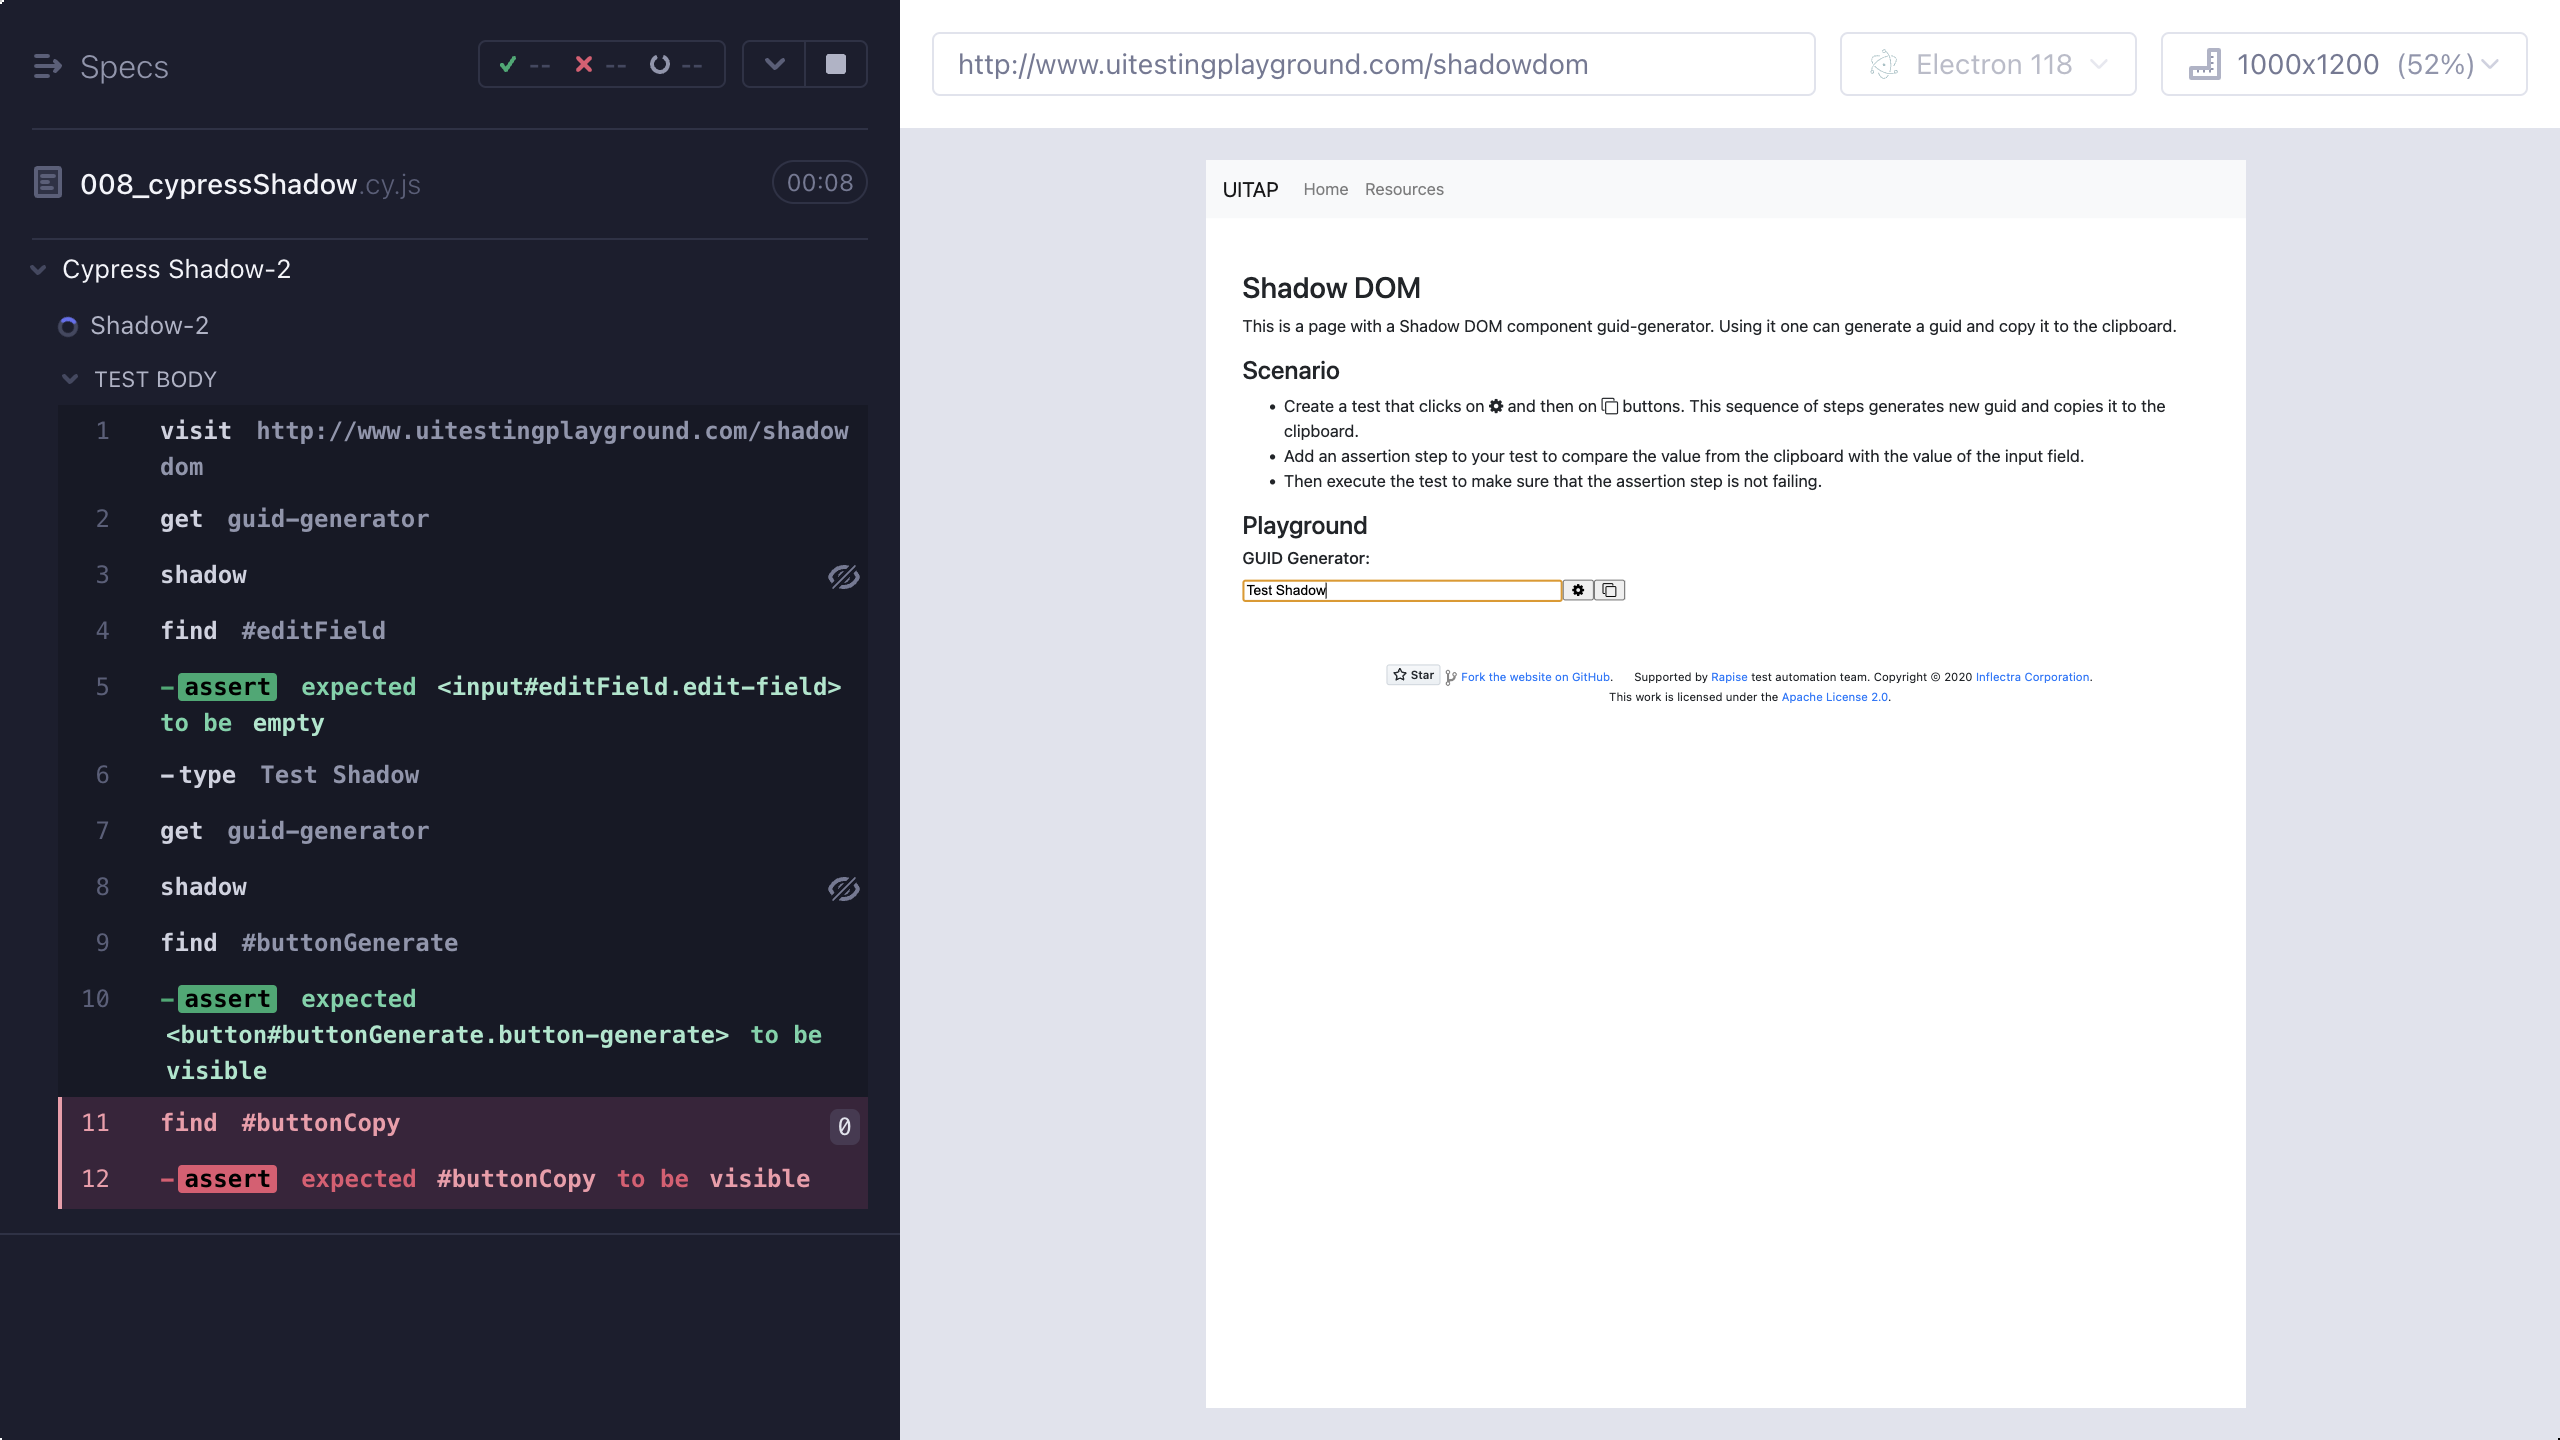 Specs
-- -- --
008_cypressShadow.cy.js
00:08
Cypress Shadow-2
Shadow-2
TEST BODY
1 visit http://www.uitestingplayground.com/shadow
dom
2 get guid-generator
3 shadow
4 find #editField
5 -assert expected <input#editField.edit-field>
to be empty
6 -type Test Shadow
7 get guid-generator
8 shadow
9 find #buttonGenerate
10 -assert expected
<button#buttonGenerate.button-generate> to be
visible
11 find #buttonCopy 0
12 -assert expected #buttonCopy to be visible
http://www.uitestingplayground.com/shadowdom
Electron 118
1000x1200 (52%)
UITAP Home Resources
Shadow DOM
This is a page with a Shadow DOM component guid-generator. Using it one can generate a guid and copy it to the clipboard.
Scenario
• Create a test that clicks on and then on buttons. This sequence of steps generates new guid and copies it to the
clipboard.
• Add an assertion step to your test to compare the value from the clipboard with the value of the input field.
• Then execute the test to make sure that the assertion step is not failing.
Playground
GUID Generator:
Test Shadow
Star Fork the website on GitHub. Supported by Rapise test automation team. Copyright © 2020 Inflectra Corporation.
This work is licensed under the Apache License 2.0.